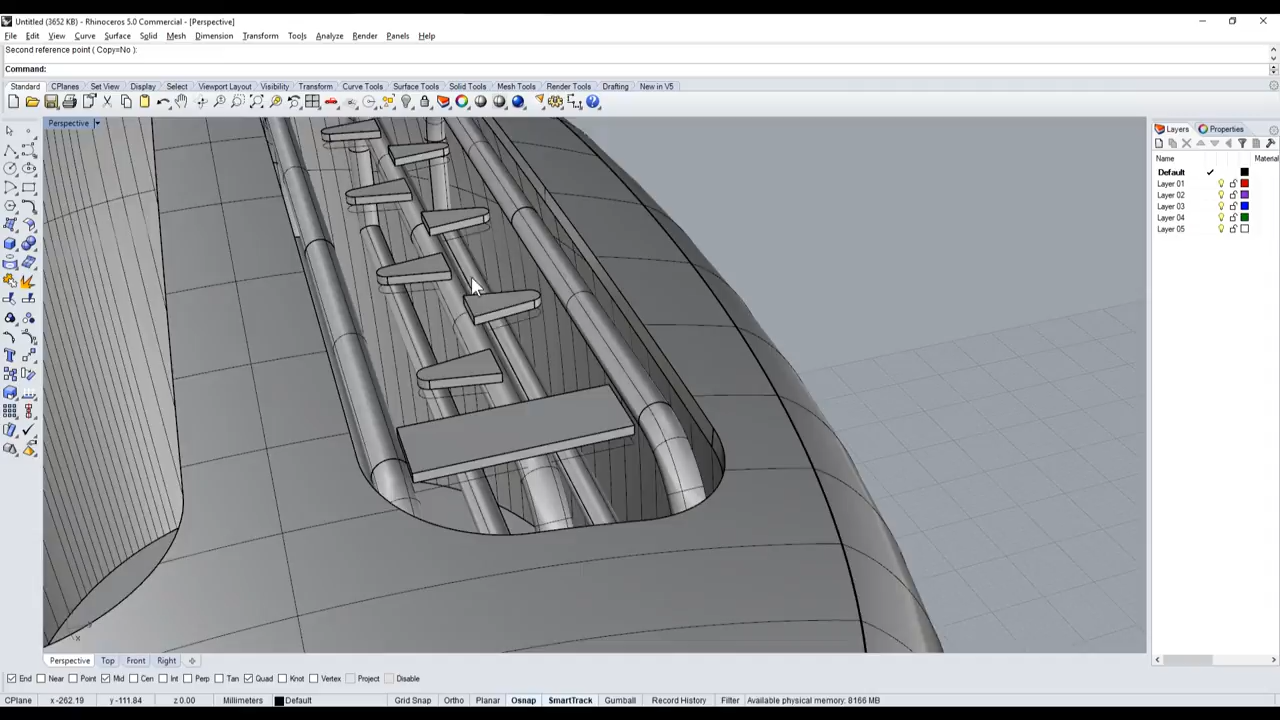 Untitled (3652 KB) - Rhinoceros 5.0 Commercial - [Perspective]
File Edit View Curve Surface Solid Mesh Dimension Transform Tools Analyze Render Panels Help
Second reference point ( Copy=No ):
Command:
Standard CPlanes Set View Display Select Viewport Layout Visibility Transform Curve Tools Surface Tools Solid Tools Mesh Tools Render Tools Drafting New in V5
Perspective
Layers Properties
Name Material
Default
Layer 01
Layer 02
Layer 03
Layer 04
Layer 05
x
Perspective Top Front Right
End Near Point Mid Cen Int Perp Tan Quad Knot Vertex Project Disable
CPlane x -262.19 y -111.84 z 0.00 Millimeters Default Grid Snap Ortho Planar Osnap SmartTrack Gumball Record History Filter Available physical memory: 8166 MB